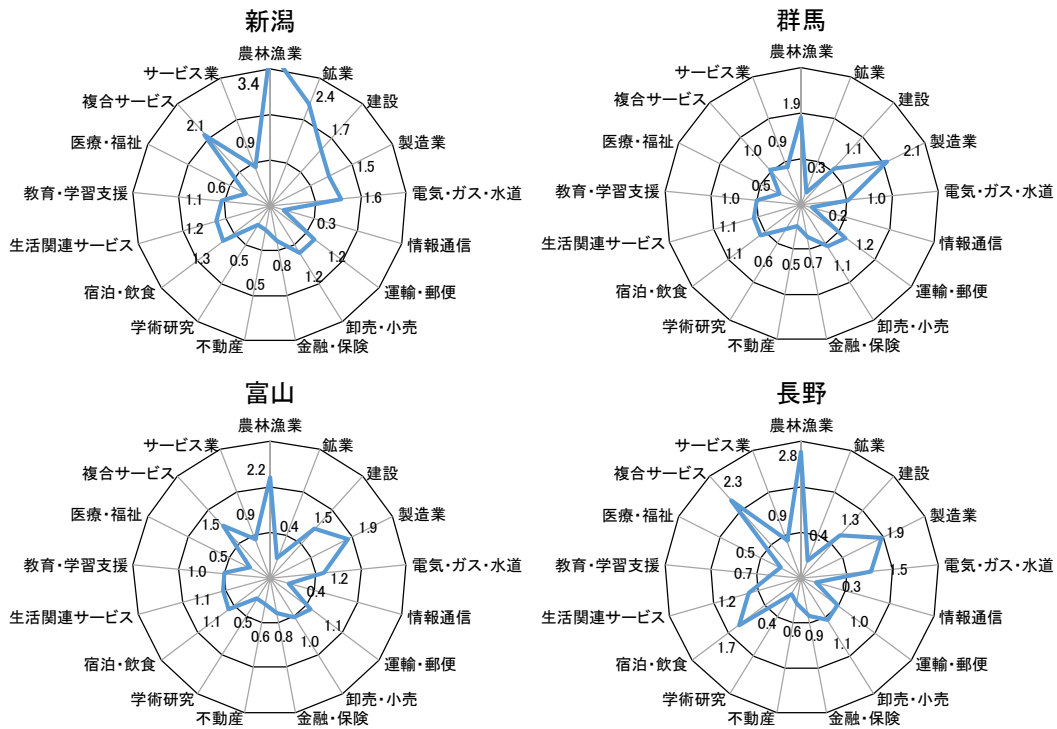 新潟
農林漁業
鉱業
建設
製造業
電気・ガス・水道
情報通信
運輸・郵便
卸売・小売
金融・保険
不動産
学術研究
宿泊・飲食
生活関連サービス
教育・学習支援
医療・福祉
複合サービス
サービス業
3.4
2.4
1.7
1.5
1.6
0.3
1.2
1.2
0.8
0.5
0.5
1.3
1.2
1.1
0.6
2.1
0.9
群馬
農林漁業
鉱業
建設
製造業
電気・ガス・水道
情報通信
運輸・郵便
卸売・小売
金融・保険
不動産
学術研究
宿泊・飲食
生活関連サービス
教育・学習支援
医療・福祉
複合サービス
サービス業
1.9
0.3
1.1
2.1
1.0
0.2
1.2
1.1
0.7
0.5
0.6
1.1
1.1
1.0
0.5
1.0
0.9
富山
農林漁業
鉱業
建設
製造業
電気・ガス・水道
情報通信
運輸・郵便
卸売・小売
金融・保険
不動産
学術研究
宿泊・飲食
生活関連サービス
教育・学習支援
医療・福祉
複合サービス
サービス業
2.2
0.4
1.5
1.9
1.2
0.4
1.1
1.0
0.8
0.6
0.5
1.1
1.1
1.0
0.5
1.5
0.9
長野
農林漁業
鉱業
建設
製造業
電気・ガス・水道
情報通信
運輸・郵便
卸売・小売
金融・保険
不動産
学術研究
宿泊・飲食
生活関連サービス
教育・学習支援
医療・福祉
複合サービス
サービス業
2.8
0.4
1.3
1.9
1.5
0.3
1.0
1.1
0.9
0.6
0.4
1.7
1.2
0.7
0.5
2.3
0.9